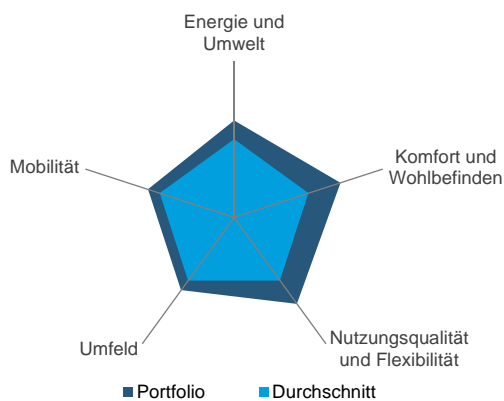 Energie und
Umwelt
Mobilität
Komfort und
Wohlbefinden
Umfeld
Nutzungsqualität
und Flexibilität
Portfolio
Durchschnitt